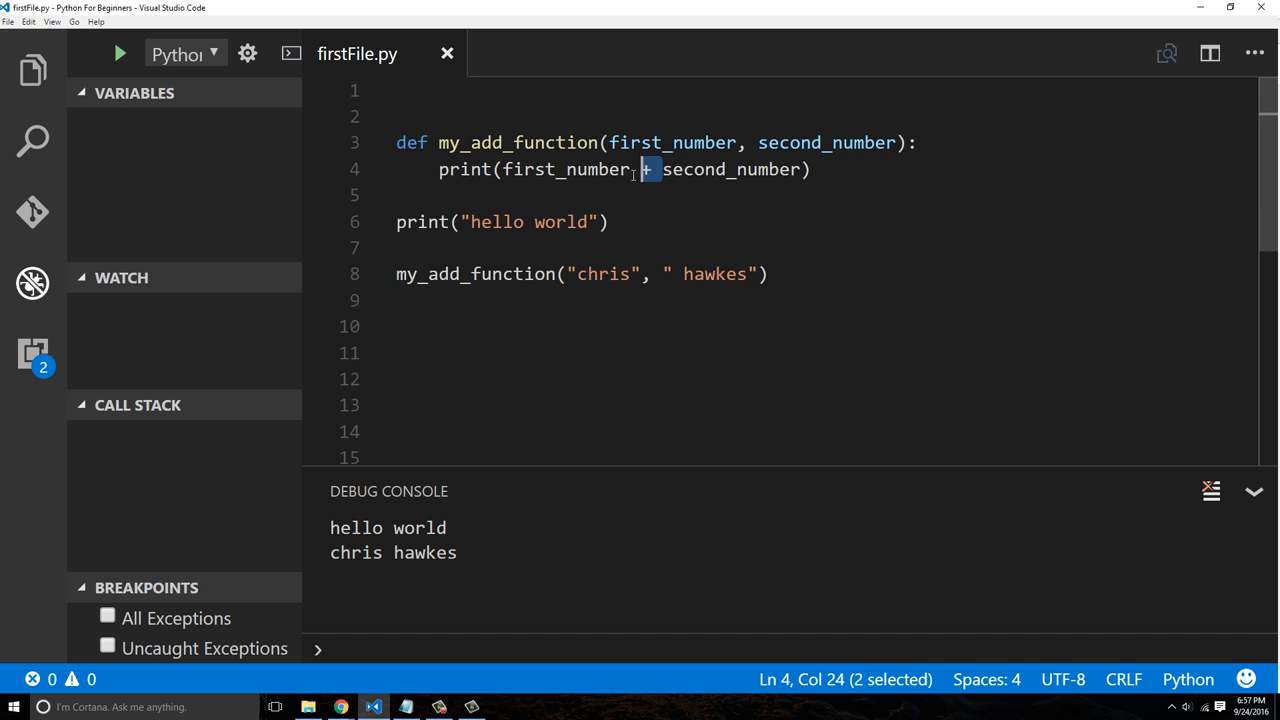 firstFile.py - Python For Beginners - Visual Studio Code
File Edit View Go Help
Python
firstFile.py
VARIABLES
WATCH
CALL STACK
BREAKPOINTS
All Exceptions
Uncaught Exceptions
2
1
2
3 def my_add_function(first_number, second_number):
4 print(first_number + second_number)
5
6 print("hello world")
7
8 my_add_function("chris", " hawkes")
9
10
11
12
13
14
15
DEBUG CONSOLE
hello world
chris hawkes
0 0 Ln 4, Col 24 (2 selected) Spaces: 4 UTF-8 CRLF Python
I'm Cortana. Ask me anything.
6:57 PM
9/24/2016